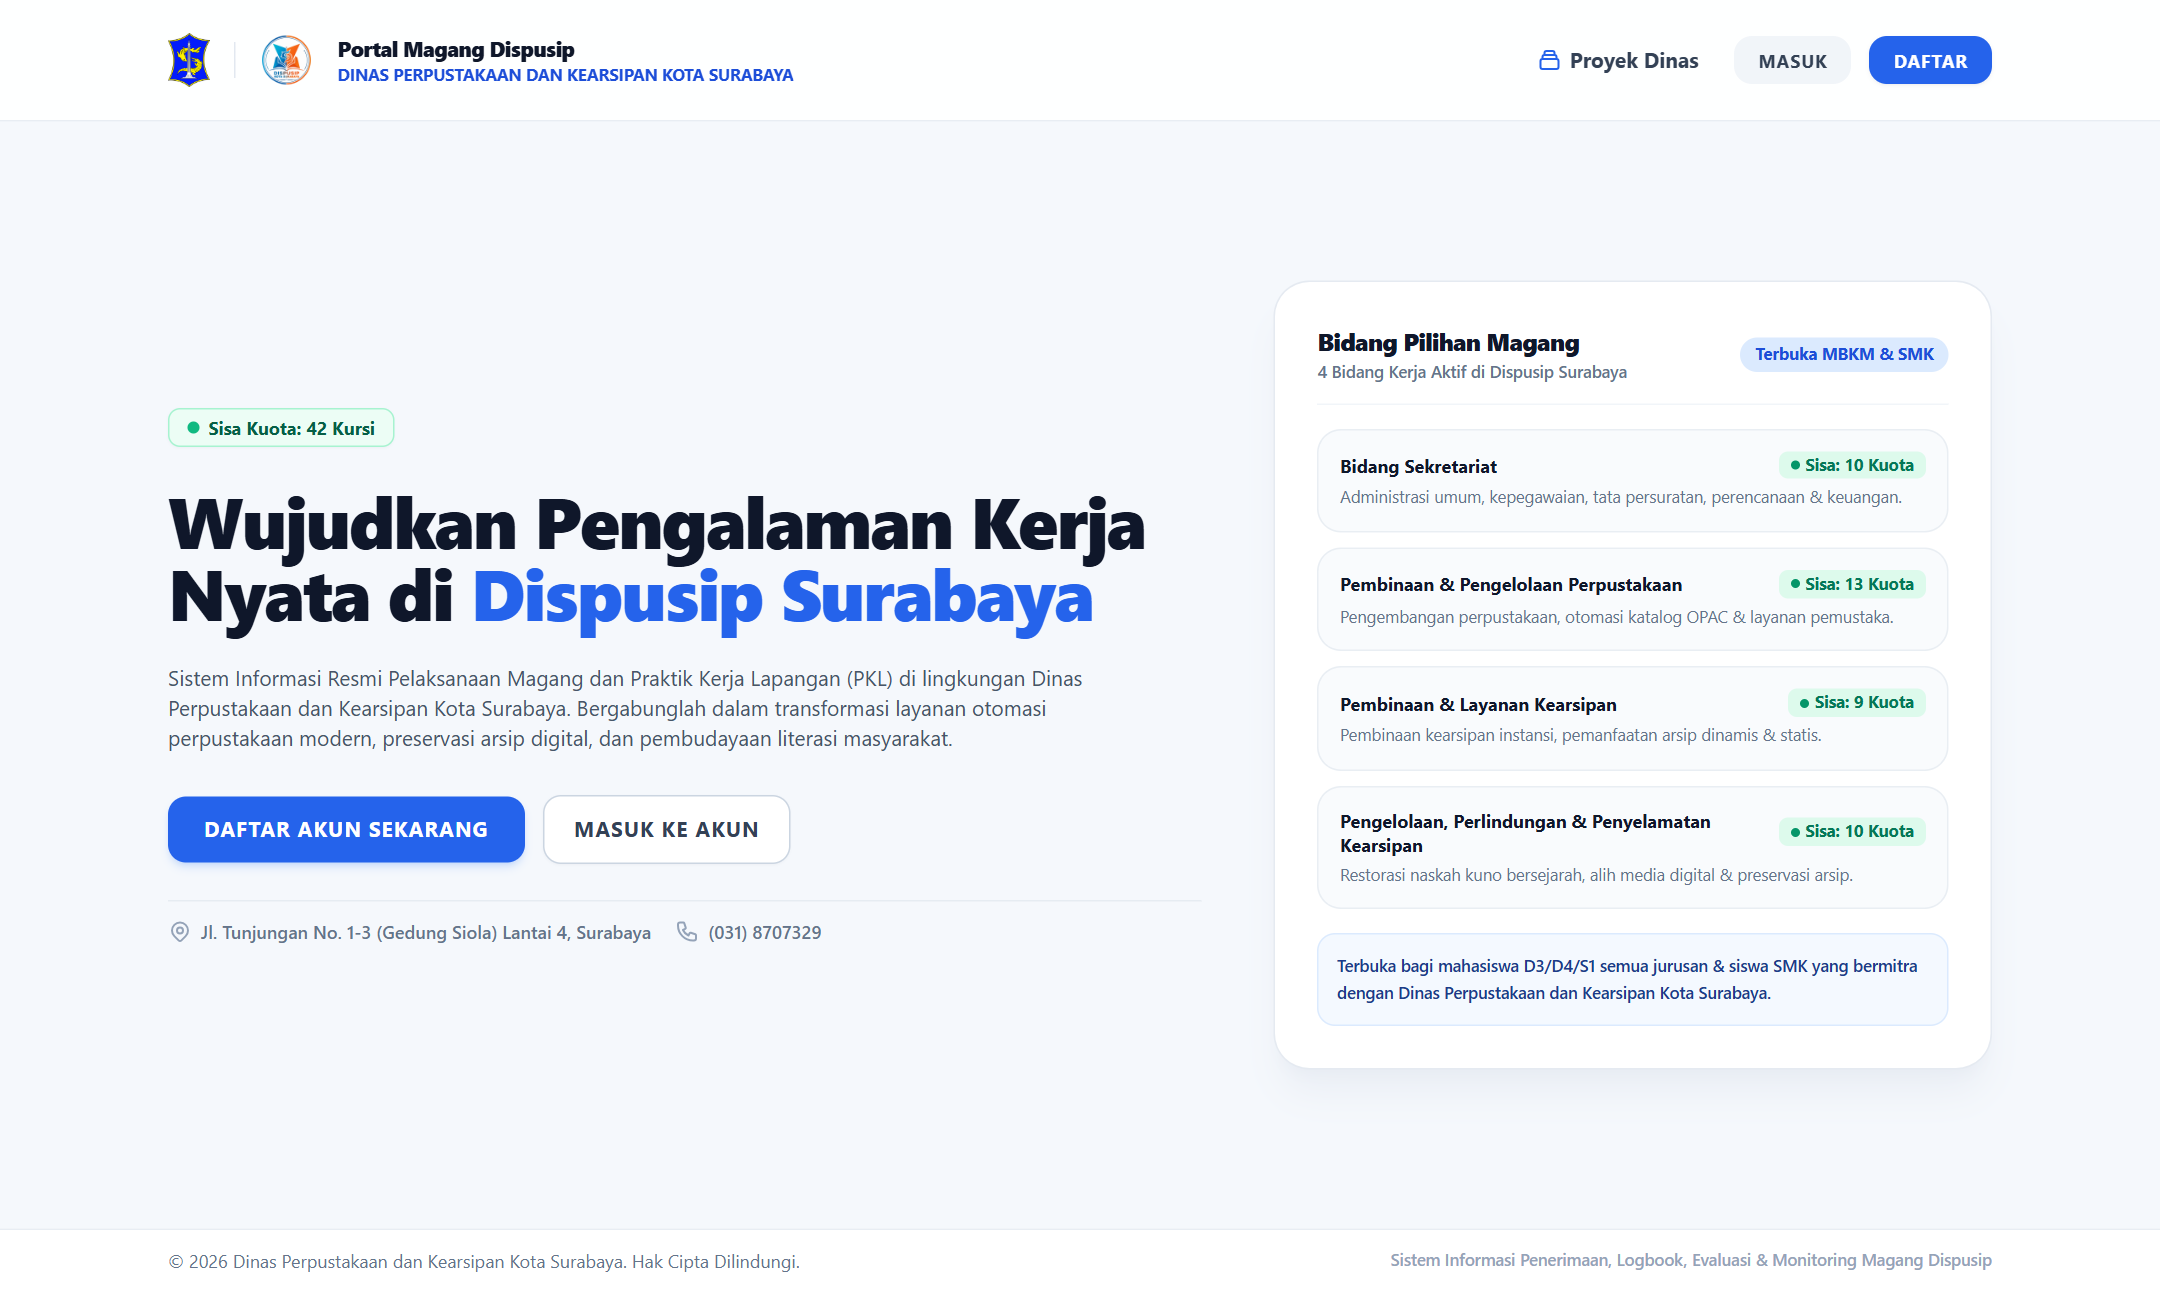 Portal Magang Dispusip
DINAS PERPUSTAKAAN DAN KEARSIPAN KOTA SURABAYA
Proyek Dinas
MASUK
DAFTAR
Sisa Kuota: 42 Kursi
Wujudkan Pengalaman Kerja
Nyata di Dispusip Surabaya
Sistem Informasi Resmi Pelaksanaan Magang dan Praktik Kerja Lapangan (PKL) di lingkungan Dinas
Perpustakaan dan Kearsipan Kota Surabaya. Bergabunglah dalam transformasi layanan otomasi
perpustakaan modern, preservasi arsip digital, dan pembudayaan literasi masyarakat.
DAFTAR AKUN SEKARANG
MASUK KE AKUN
Jl. Tunjungan No. 1-3 (Gedung Siola) Lantai 4, Surabaya
(031) 8707329
Bidang Pilihan Magang
4 Bidang Kerja Aktif di Dispusip Surabaya
Terbuka MBKM & SMK
Bidang Sekretariat
Sisa: 10 Kuota
Administrasi umum, kepegawaian, tata persuratan, perencanaan & keuangan.
Pembinaan & Pengelolaan Perpustakaan
Sisa: 13 Kuota
Pengembangan perpustakaan, otomasi katalog OPAC & layanan pemustaka.
Pembinaan & Layanan Kearsipan
Sisa: 9 Kuota
Pembinaan kearsipan instansi, pemanfaatan arsip dinamis & statis.
Pengelolaan, Perlindungan & Penyelamatan
Kearsipan
Sisa: 10 Kuota
Restorasi naskah kuno bersejarah, alih media digital & preservasi arsip.
Terbuka bagi mahasiswa D3/D4/S1 semua jurusan & siswa SMK yang bermitra
dengan Dinas Perpustakaan dan Kearsipan Kota Surabaya.
© 2026 Dinas Perpustakaan dan Kearsipan Kota Surabaya. Hak Cipta Dilindungi.
Sistem Informasi Penerimaan, Logbook, Evaluasi & Monitoring Magang Dispusip